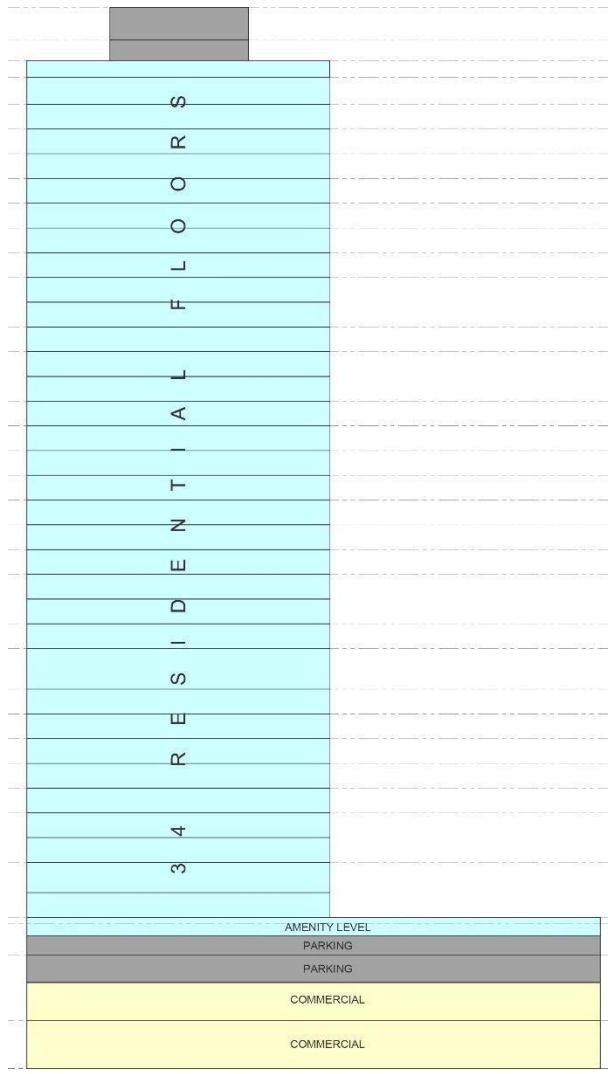 34 RESIDENTIAL FLOORS
AMENITY LEVEL
PARKING
PARKING
COMMERCIAL
COMMERCIAL